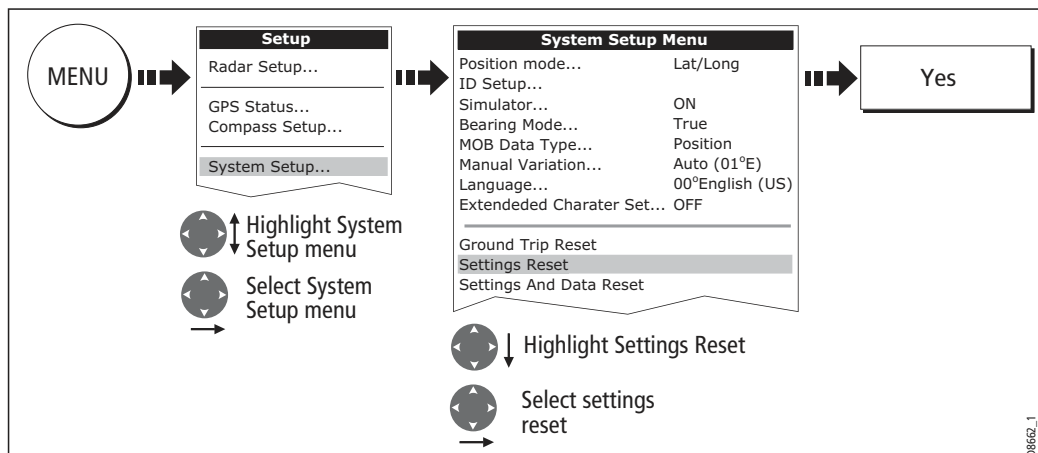 MENU
Setup
Radar Setup...
GPS Status...
Compass Setup...
System Setup...
Highlight System
Setup menu
Select System
Setup menu
System Setup Menu
Position mode... Lat/Long
ID Setup...
Simulator... ON
Bearing Mode... True
MOB Data Type... Position
Manual Variation... Auto (01°E)
Language... 00°English (US)
Extendeded Charater Set... OFF
Ground Trip Reset
Settings Reset
Settings And Data Reset
Highlight Settings Reset
Select settings
reset
Yes